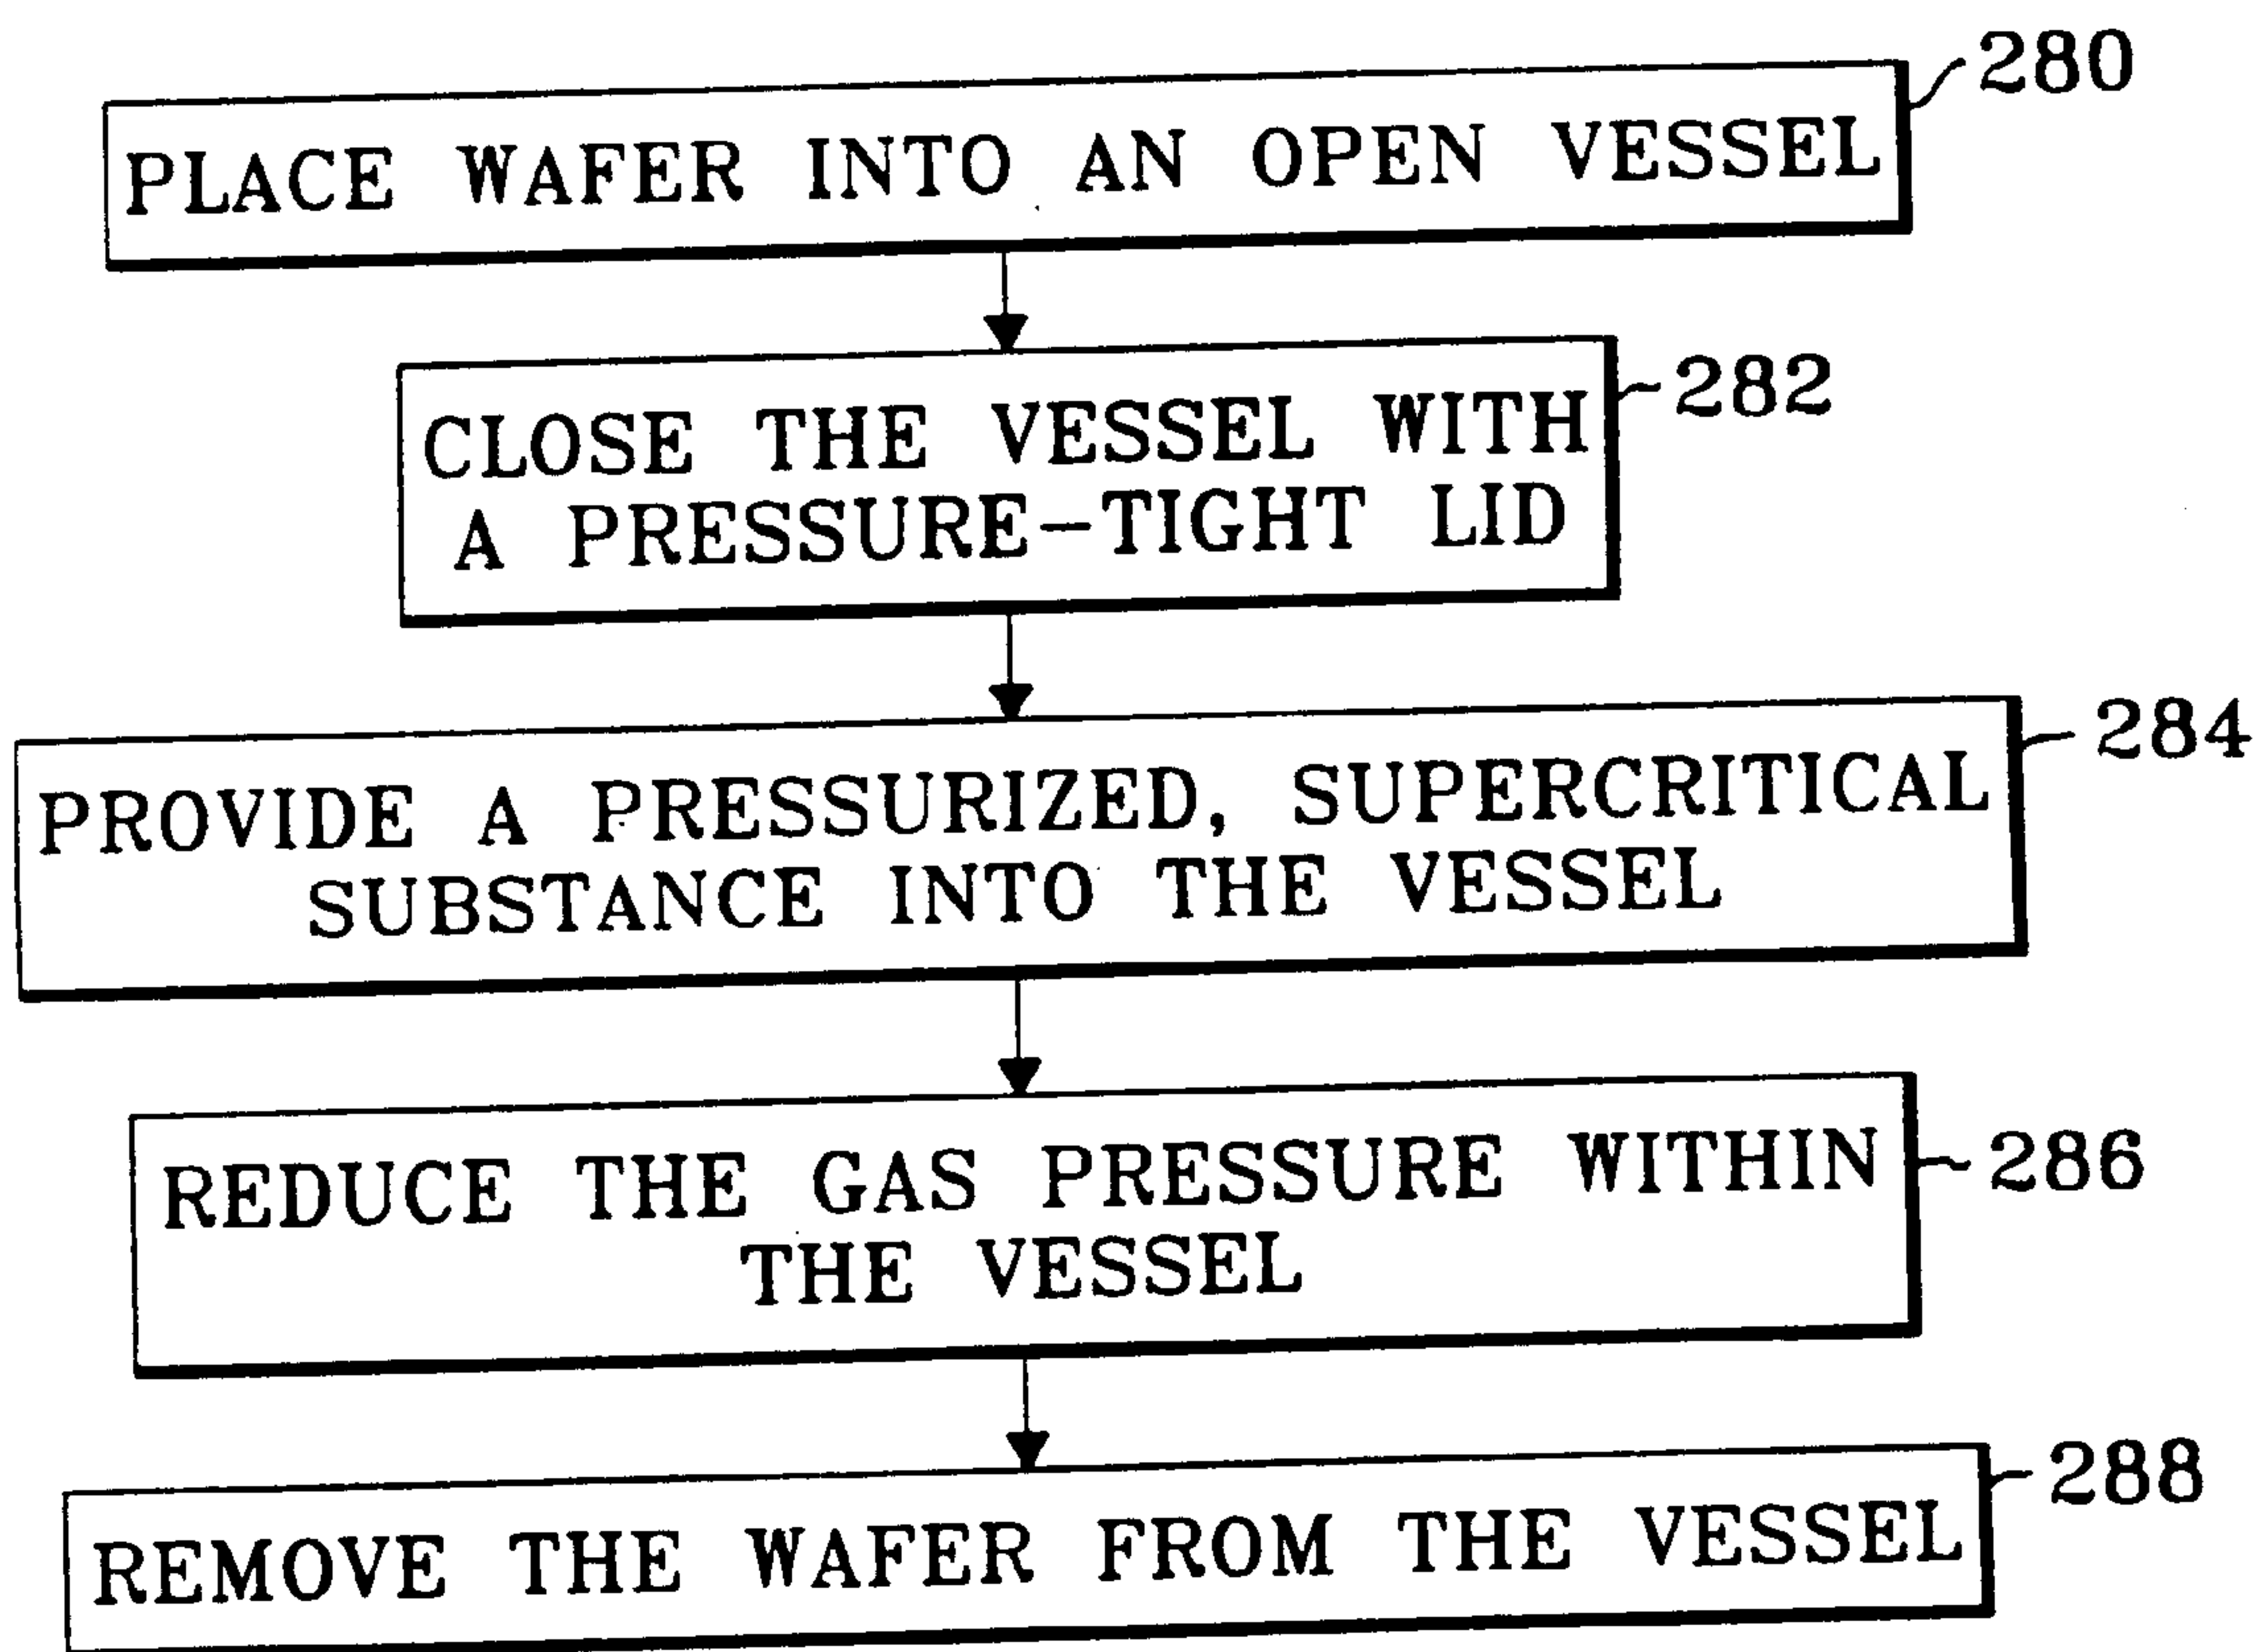 280
PLACE WAFER INTO AN OPEN VESSEL
282
CLOSE THE VESSEL WITH
A PRESSURE-TIGHT LID
284
PROVIDE A PRESSURIZED, SUPERCRITICAL
SUBSTANCE INTO THE VESSEL
286
REDUCE THE GAS PRESSURE WITHIN
THE VESSEL
288
REMOVE THE WAFER FROM THE VESSEL